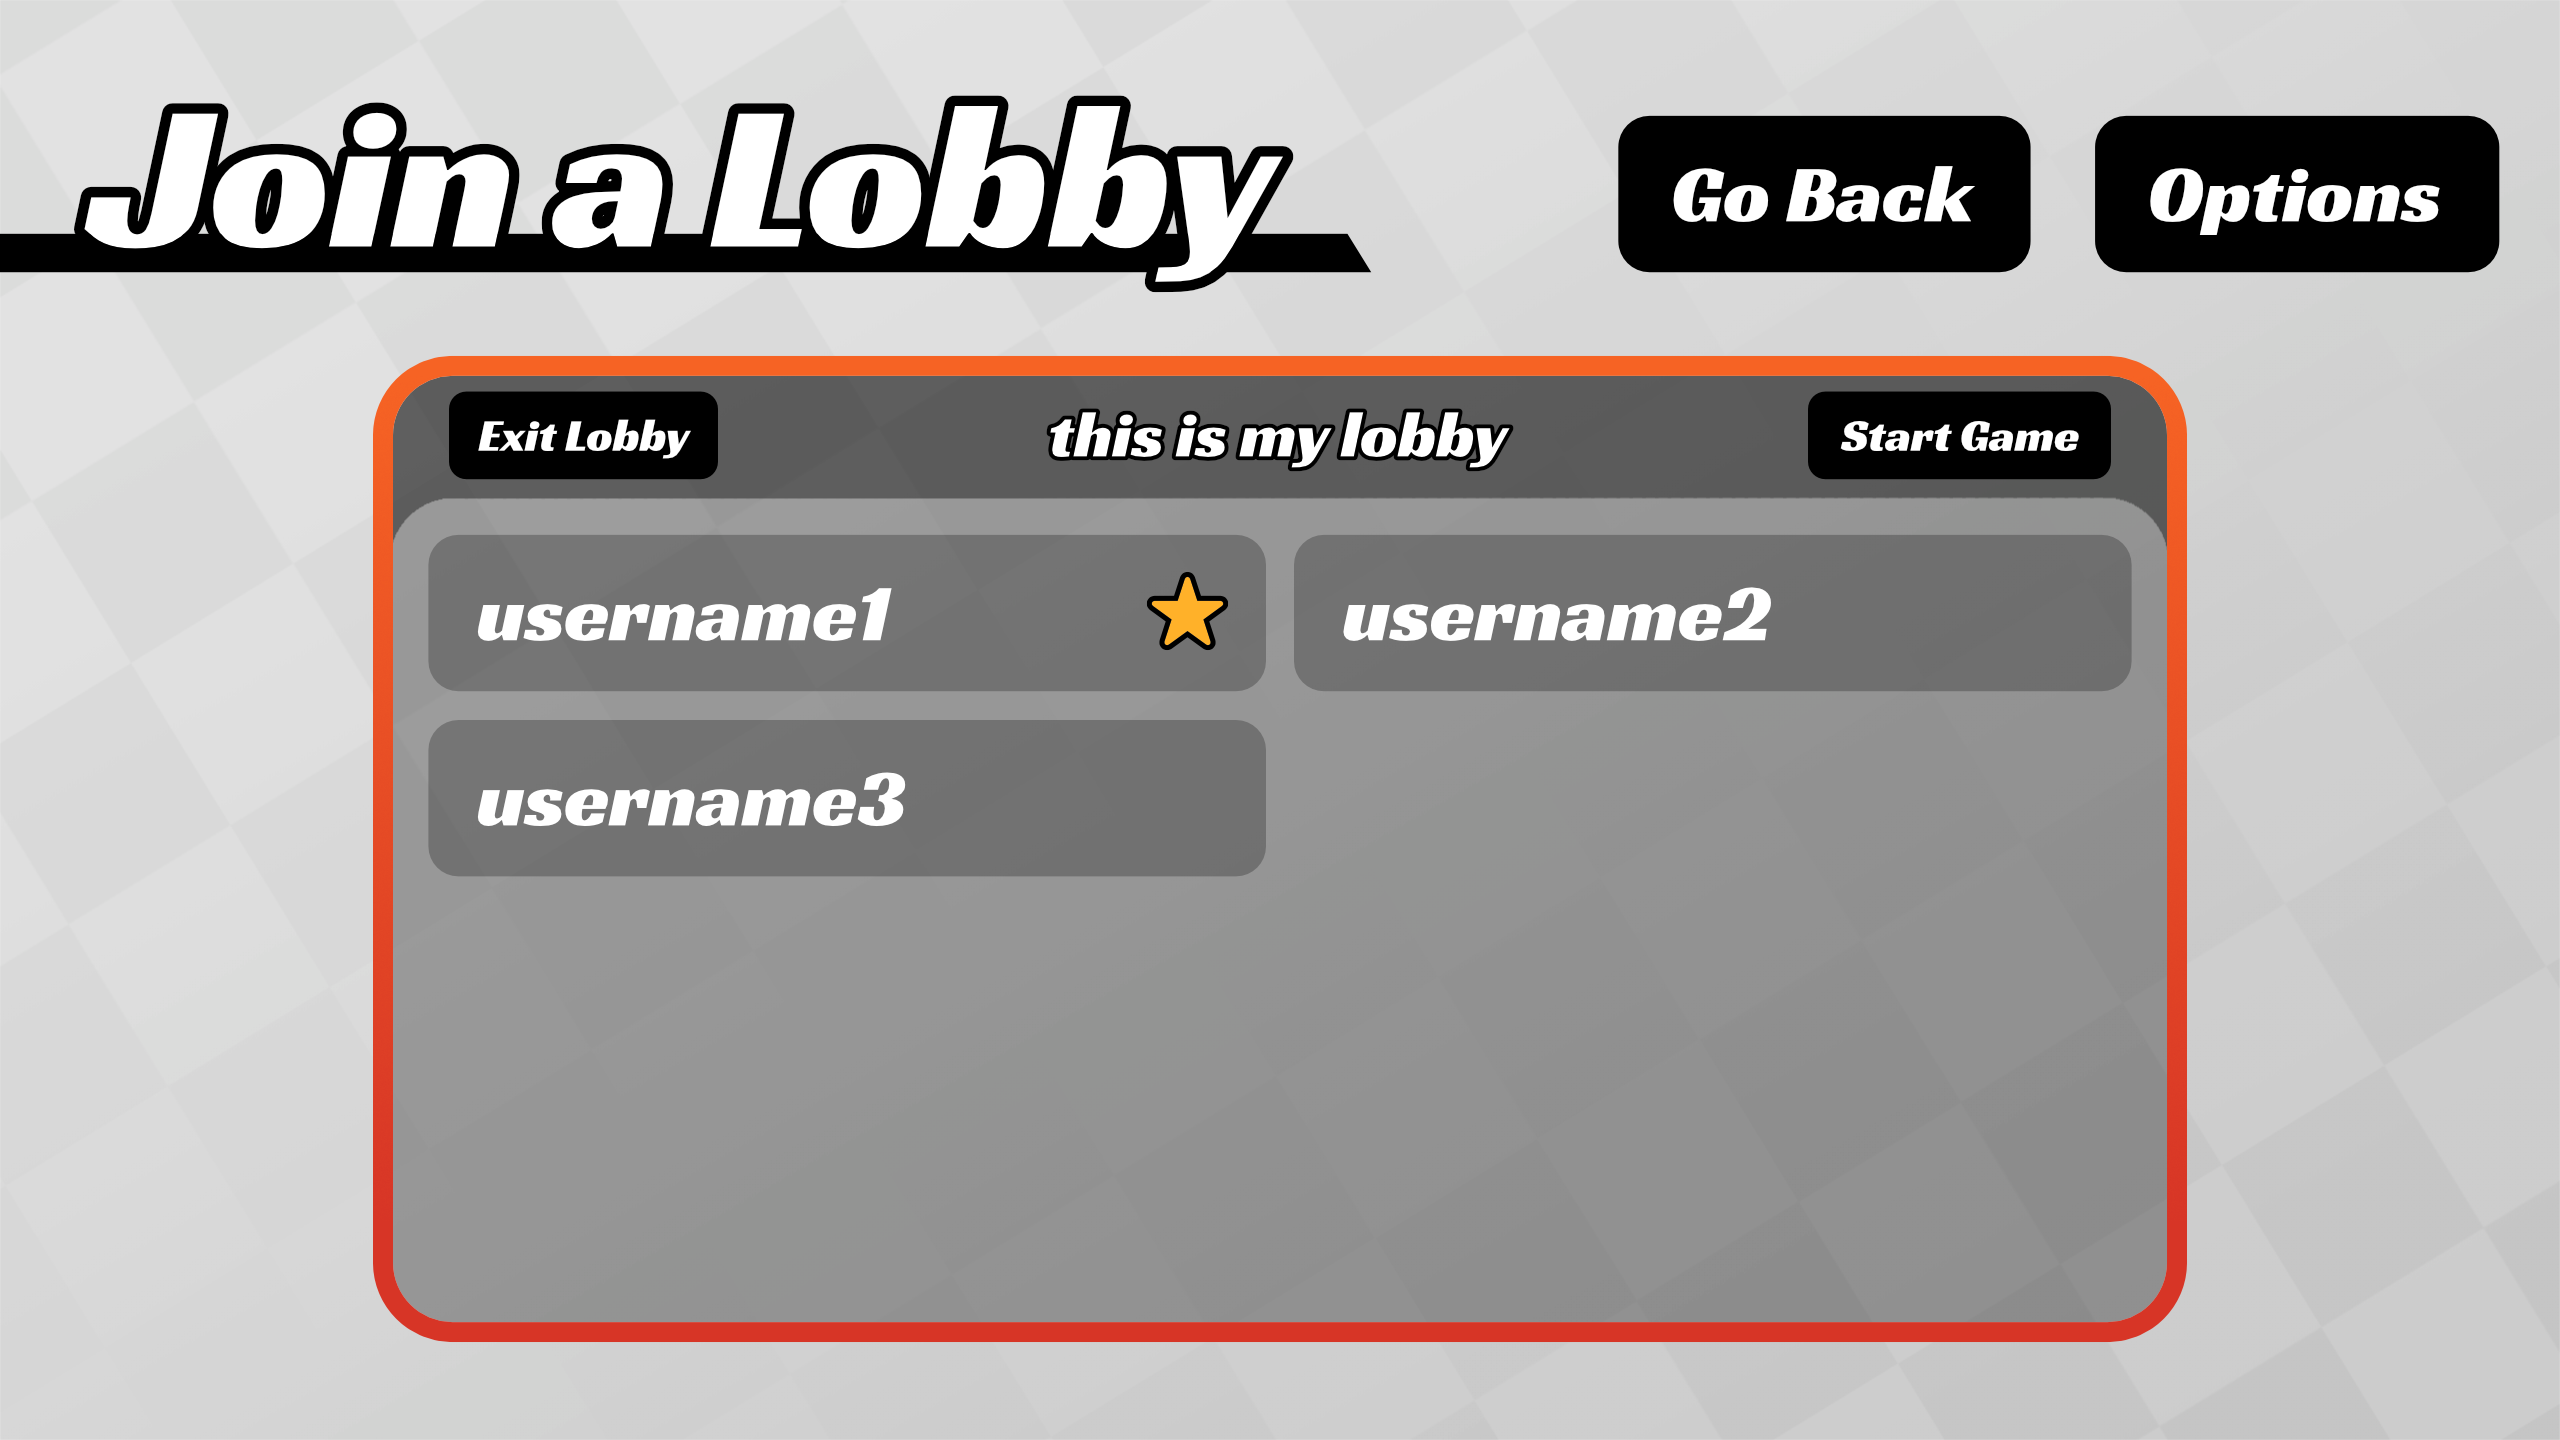 Join a Lobby
Go Back
Options
Exit Lobby
this is my lobby
Start Game
username1
username2
username3